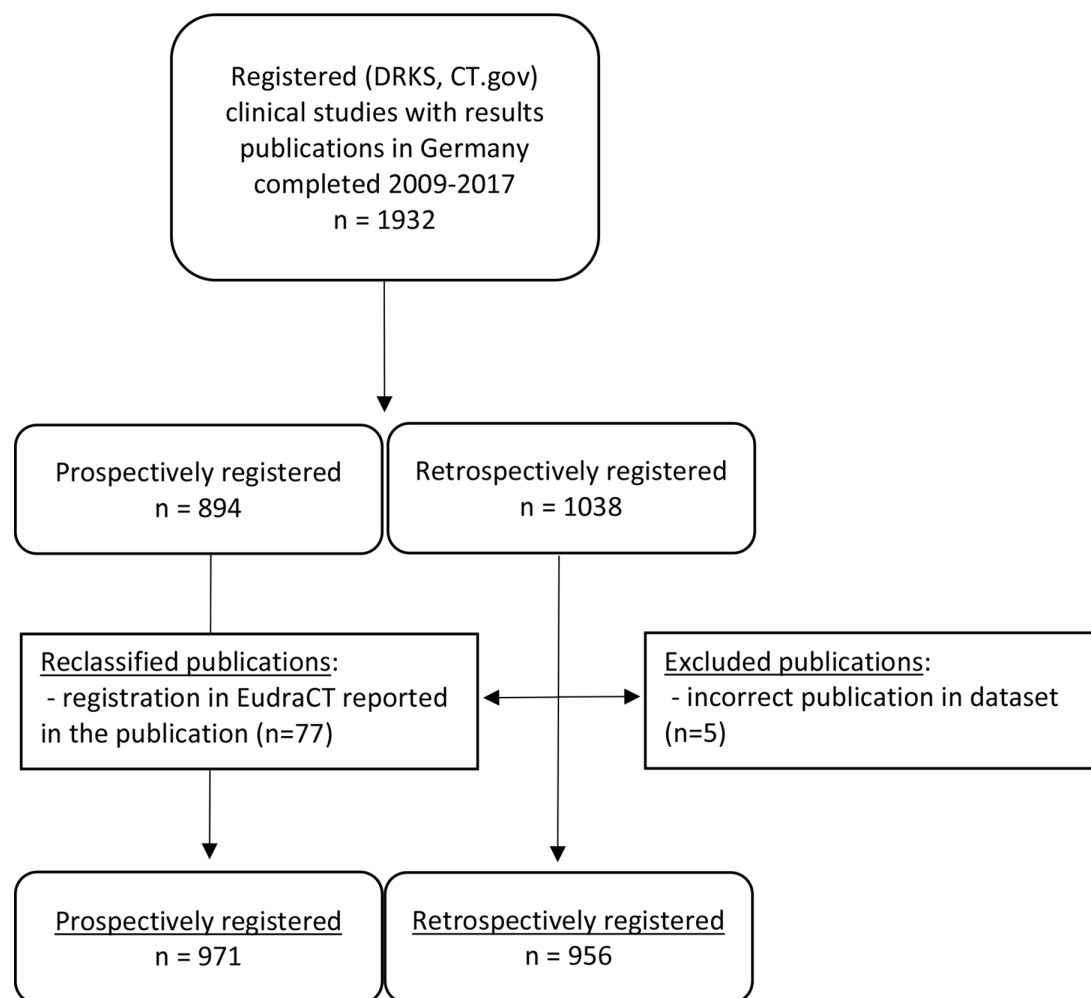 Registered (DRKS, CT.gov)
clinical studies with results
publications in Germany
completed 2009-2017
n = 1932
Prospectively registered
n = 894
Retrospectively registered
n = 1038
Reclassified publications:
- registration in EudraCT reported
in the publication (n=77)
Excluded publications:
- incorrect publication in dataset
(n=5)
Prospectively registered
n = 971
Retrospectively registered
n = 956